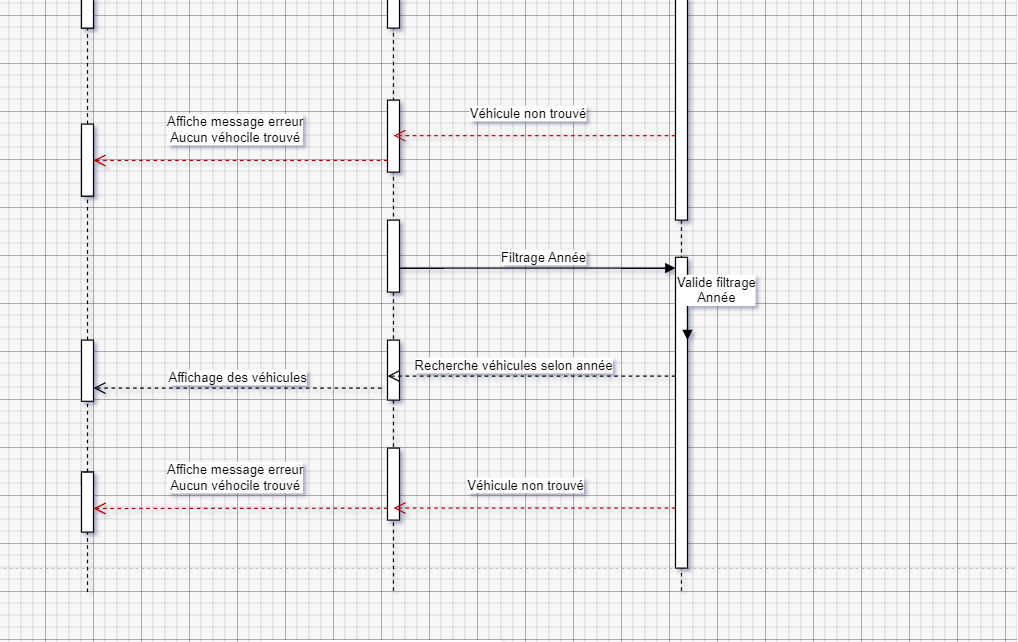 Véhicule non trouvé
Affiche message erreur
Aucun véhocile trouvé
Filtrage Année
Valide filtrage
Année
Recherche véhicules selon année
Affichage des véhicules
Affiche message erreur
Aucun véhocile trouvé
Véhicule non trouvé